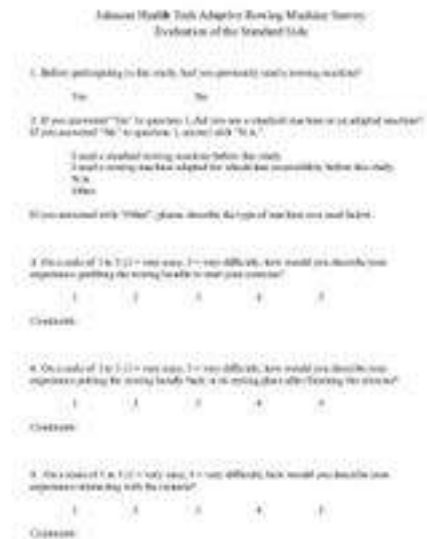 Johnson Health Tech Adaptive Rowing Machine Survey
Evaluation of the Standard Side
1. Before participating in this study, had you previously used a rowing machine?
Yes No
2. If you answered "Yes" to question 1, did you use a standard machine or an adapted machine?
If you answered "No" to question 1, answer with "N/A."
I used a standard rowing machine before this study.
I used a rowing machine adapted for wheelchair accessibility before this study.
N/A
Other
If you answered with "Other", please describe the type of machine you used below.
3. On a scale of 1 to 5 (1 = very easy, 5 = very difficult), how would you describe your
experience grabbing the rowing handle to start your exercise?
1 2 3 4 5
Comments:
4. On a scale of 1 to 5 (1 = very easy, 5 = very difficult), how would you describe your
experience putting the rowing handle back at its resting place after finishing the exercise?
1 2 3 4 5
Comments:
5. On a scale of 1 to 5 (1 = very easy, 5 = very difficult), how would you describe your
experience interacting with the console?
1 2 3 4 5
Comments: